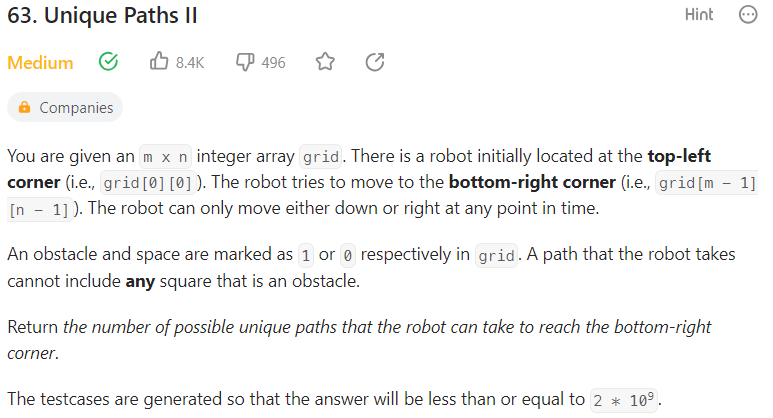 63. Unique Paths II
Hint
Medium
8.4K
496
Companies
You are given an m x n integer array grid. There is a robot initially located at the top-left
corner (i.e., grid[0][0]). The robot tries to move to the bottom-right corner (i.e., grid[m - 1]
[n - 1]). The robot can only move either down or right at any point in time.
An obstacle and space are marked as 1 or 0 respectively in grid. A path that the robot takes
cannot include any square that is an obstacle.
Return the number of possible unique paths that the robot can take to reach the bottom-right
corner.
The testcases are generated so that the answer will be less than or equal to 2 * 10⁹.